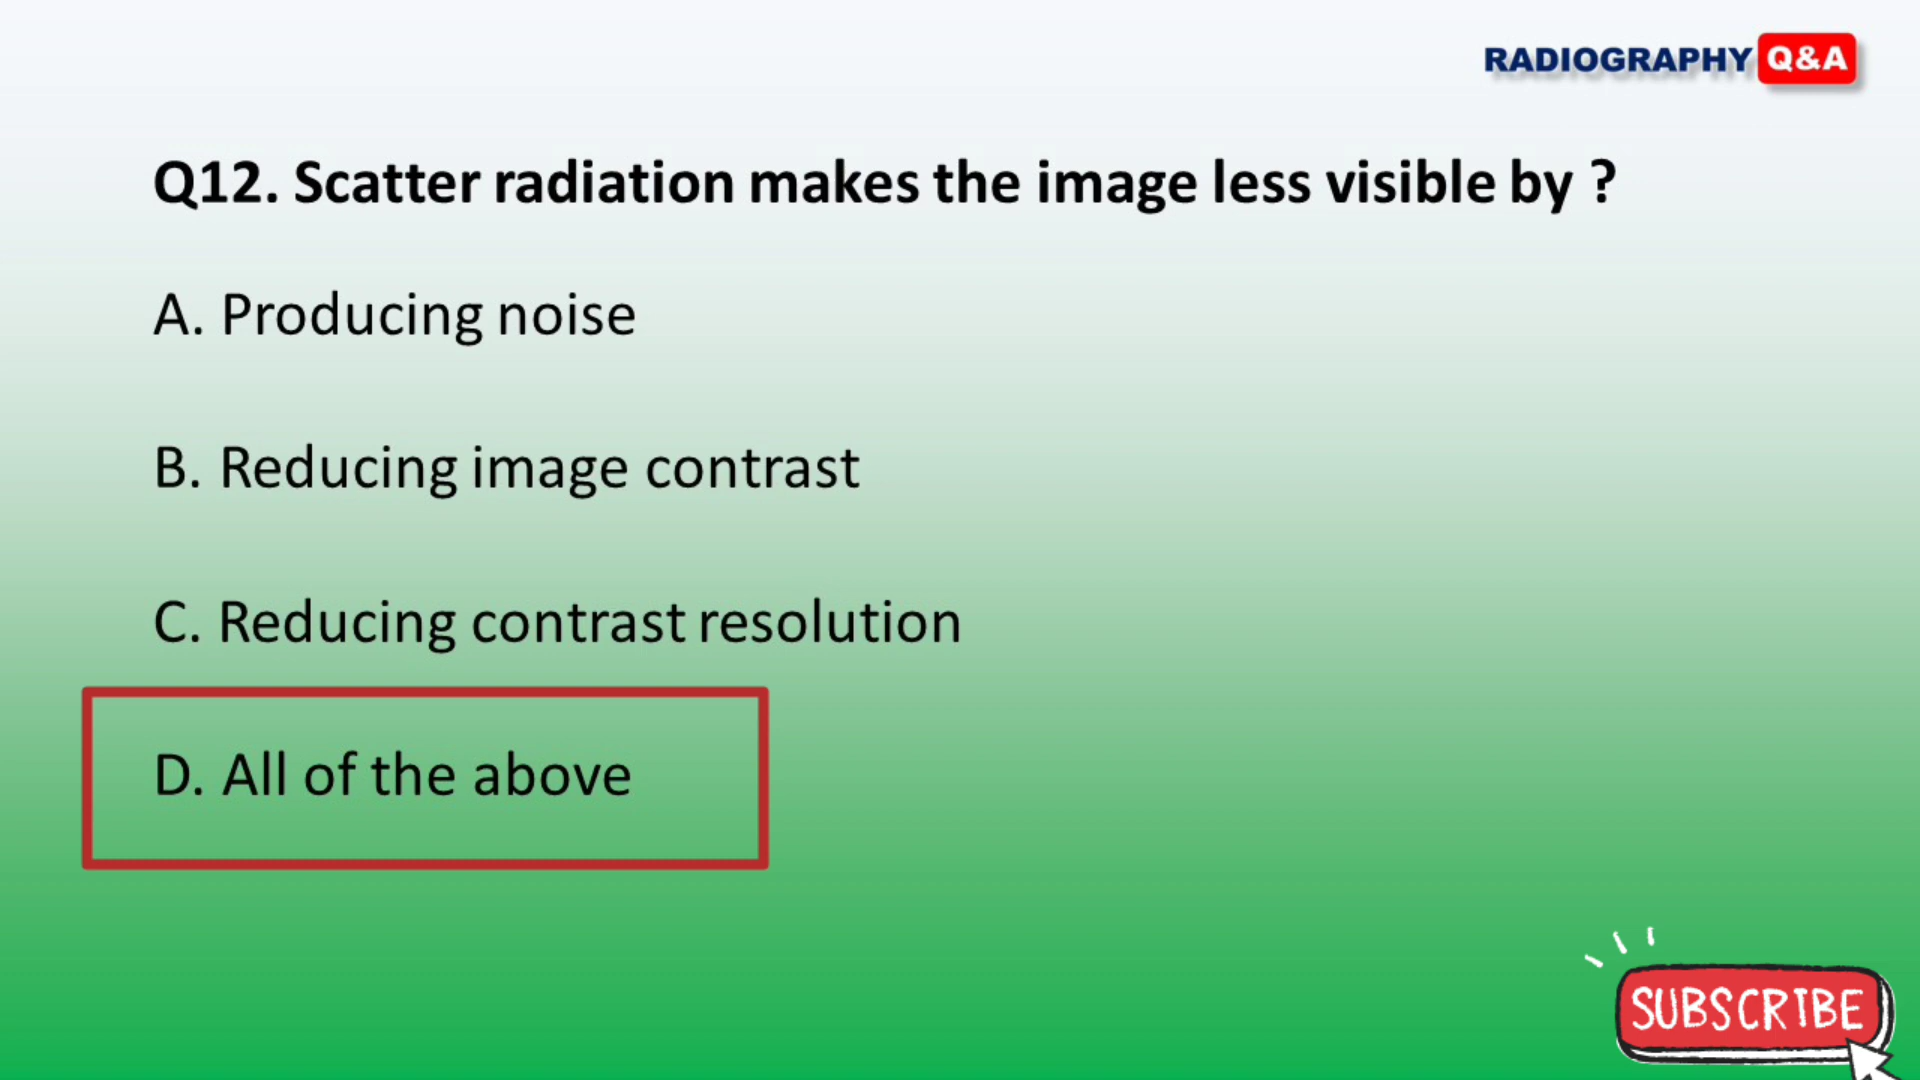 RADIOGRAPHY Q&A
Q12. Scatter radiation makes the image less visible by ?
A. Producing noise
B. Reducing image contrast
C. Reducing contrast resolution
D. All of the above
SUBSCRIBE